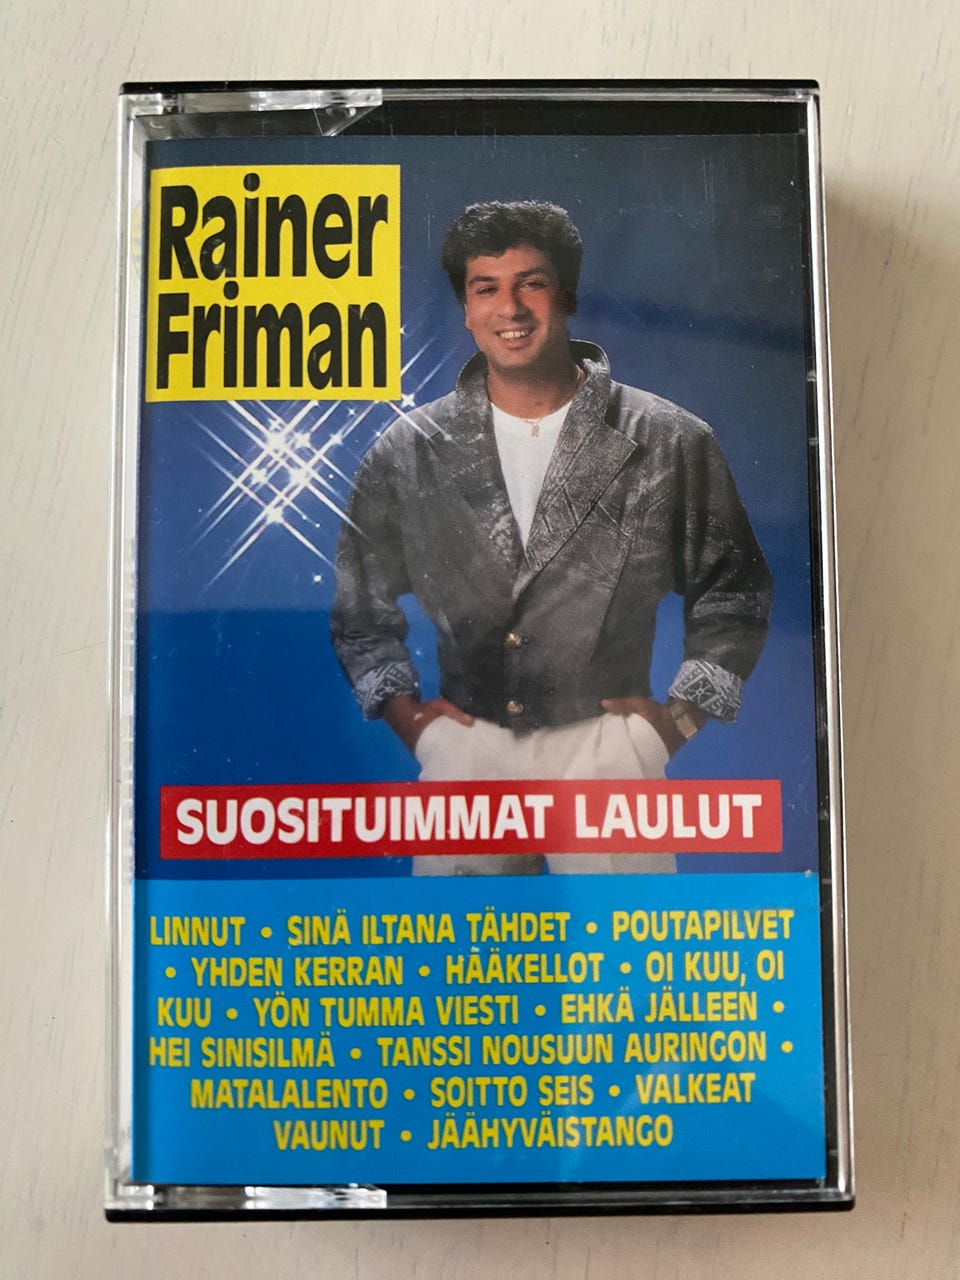 Rainer
Friman
SUOSITUIMMAT LAULUT
LINNUT • SINÄ ILTANA TÄHDET • POUTAPILVET
• YHDEN KERRAN • HÄÄKELLOT • OI KUU, OI
KUU • YÖN TUMMA VIESTI • EHKÄ JÄLLEEN •
HEI SINISILMÄ • TANSSI NOUSUUN AURINGON •
MATALALENTO • SOITTO SEIS • VALKEAT
VAUNUT • JÄÄHYVÄISTANGO